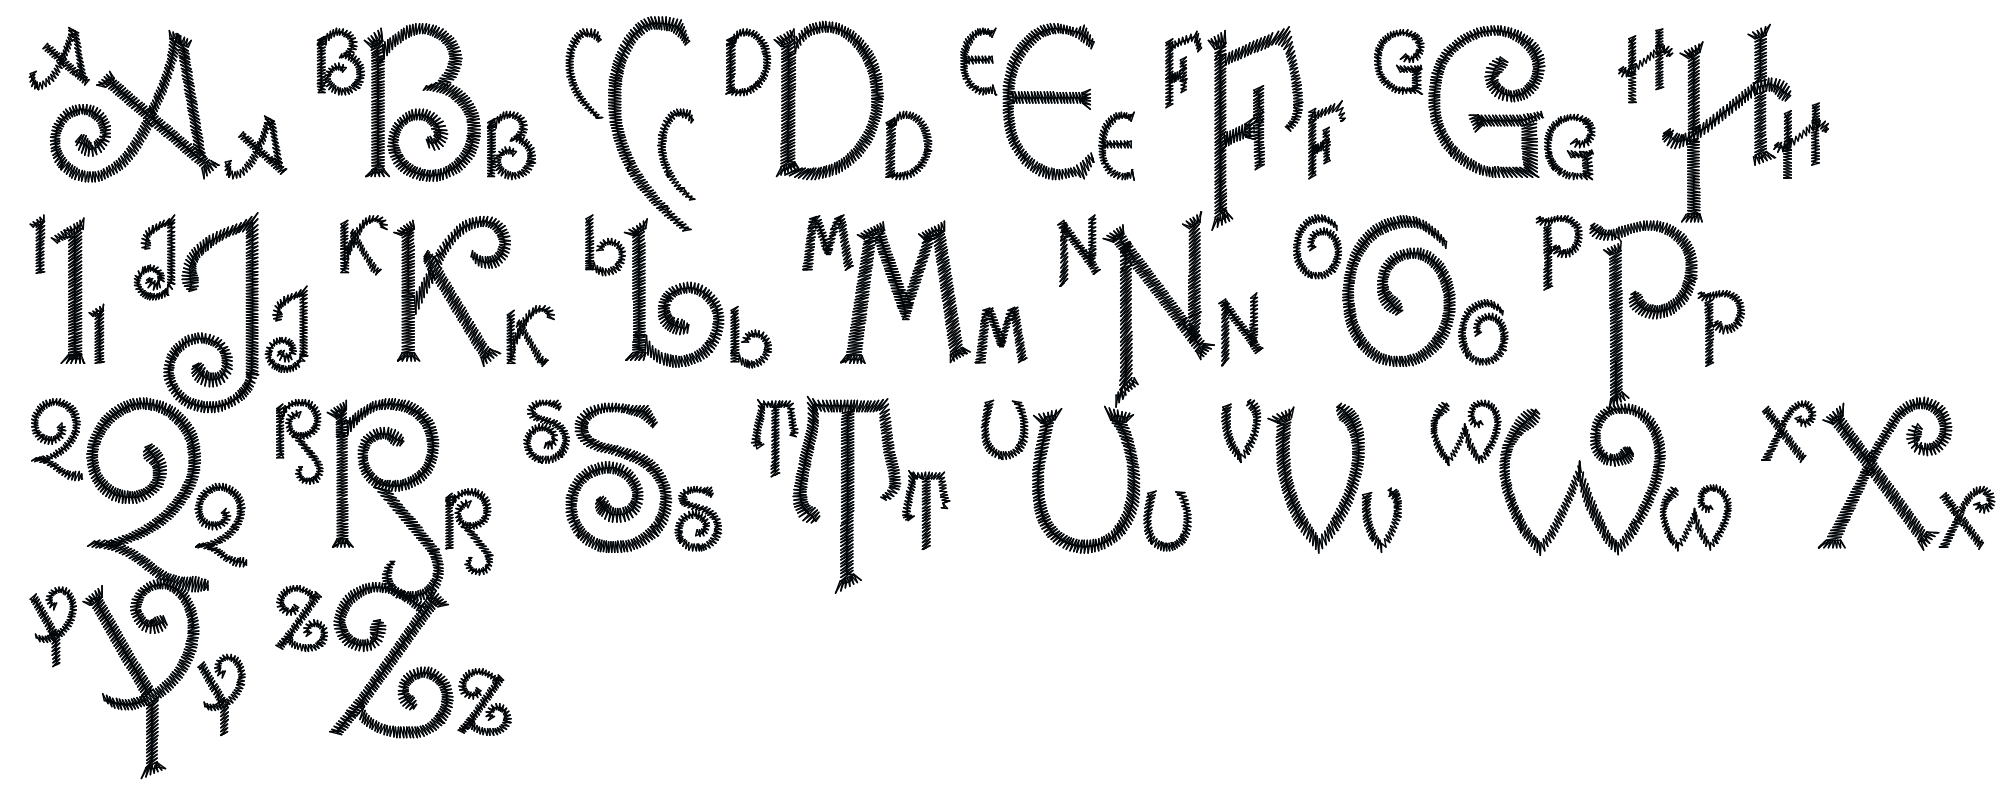 A A A B B B C C C D D D E E E F F F G G G H H H
I I I J J J K K K L L L M M M N N N O O O P P P
Q Q Q R R R S S S T T T U U U V V V W W W X X X
Y Y Y Z Z Z